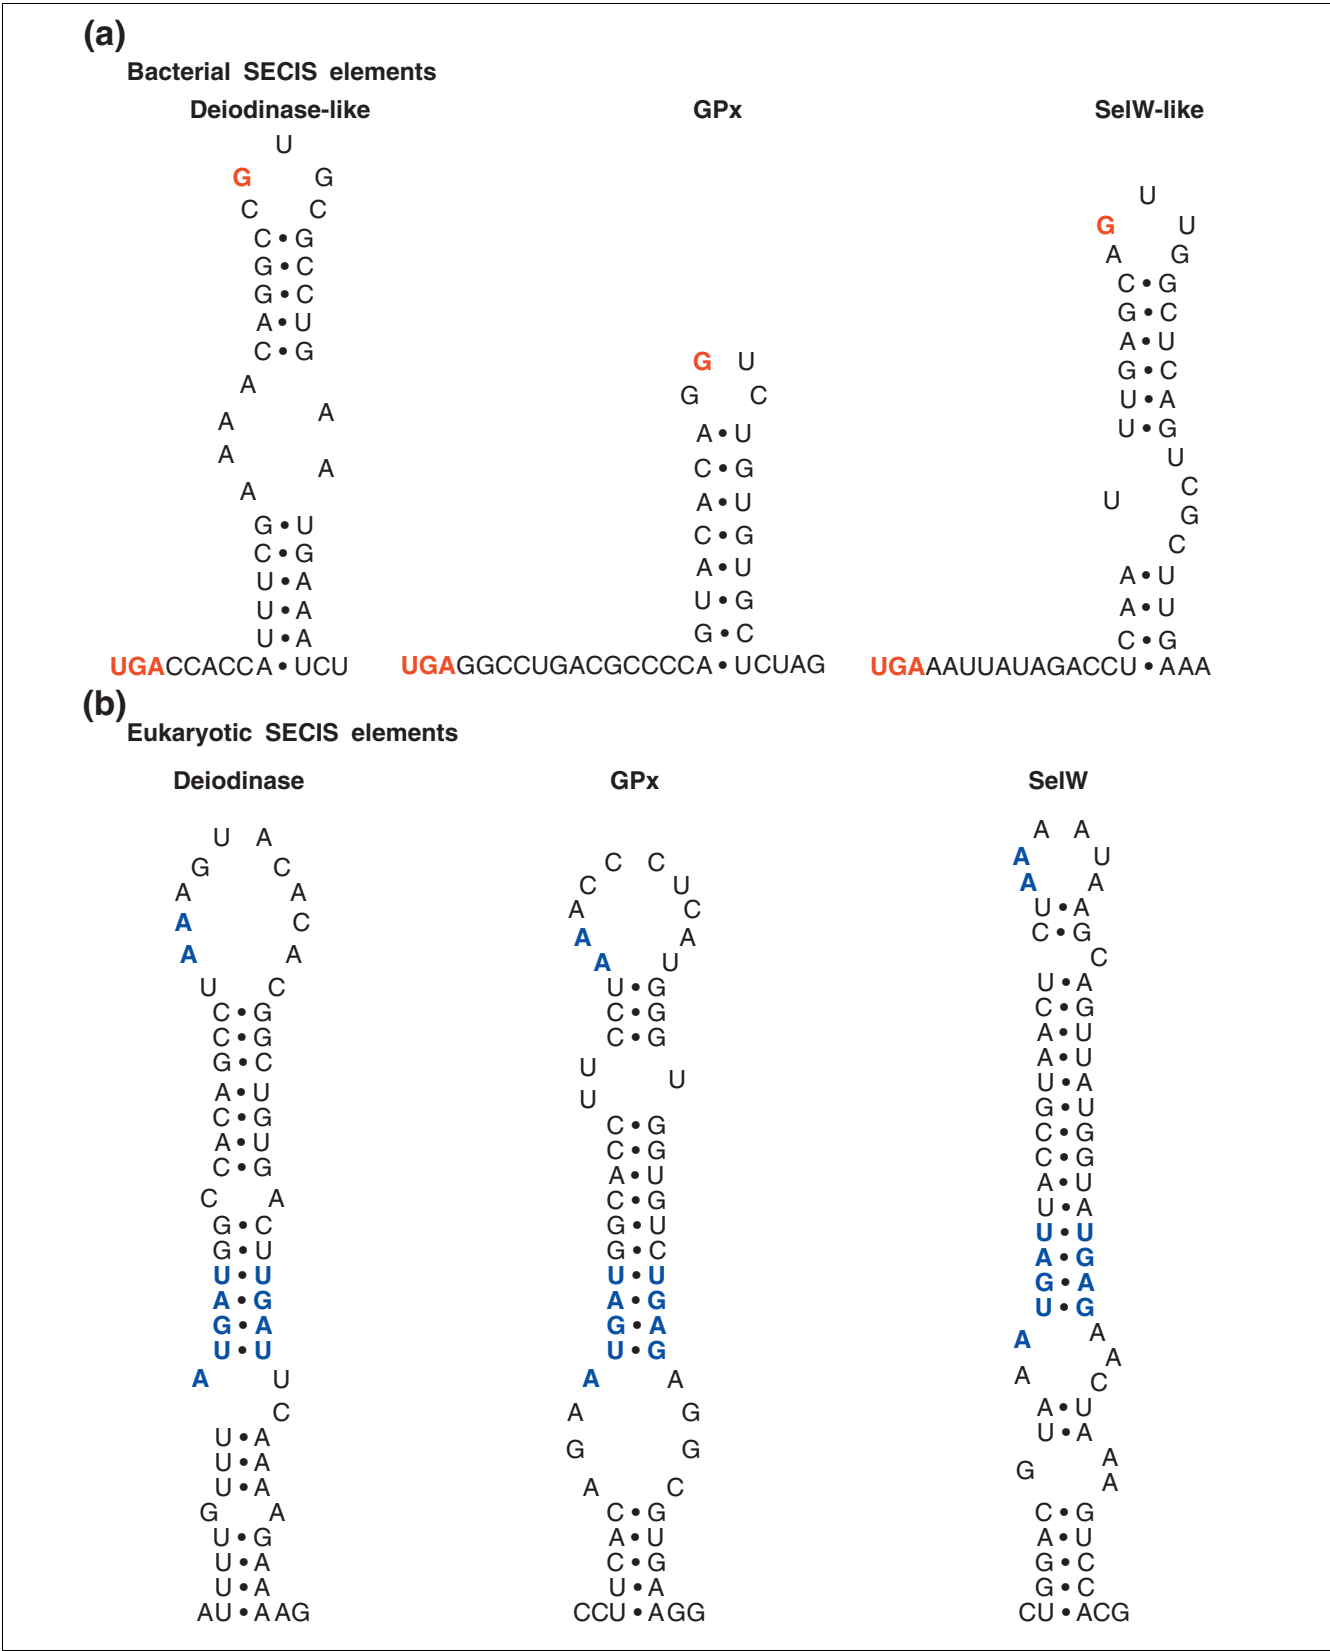 (a)
Bacterial SECIS elements
Deiodinase-like GPx SelW-like
U
G G
C C
C • G
G • C
G • C
A • U
C • G
A
A A
A A
A
G • U
C • G
U • A
U • A
U • A
UGACCACCA • UCU
G U
G C
A • U
C • G
A • U
C • G
A • U
U • G
G • C
UGAGGCCUGACGCCCCA • UCUAG
U
G U
A G
C • G
G • C
A • U
G • C
U • A
U • G
U
C
U G
C
A • U
A • U
C • G
UGAAAUUAUAGACCU • AAA
(b)
Eukaryotic SECIS elements
Deiodinase GPx SelW
U A
G C
A A
A C
A A
U C
C • G
C • G
G • C
A • U
C • G
A • U
C • G
C A
G • C
G • U
U • U
A • G
G • A
U • U
A U
C
U • A
U • A
U • A
G A
U • G
U • A
U • A
AU • AAG
C C
C U
A C
A A
A U
U • G
C • G
C • G
U U
U
C • G
C • G
A • U
C • G
G • U
G • C
U • U
A • G
G • A
U • G
A A
A G
G G
A C
C • G
A • U
C • G
U • A
CCU • AGG
A A
A U
A A
U • A
C • G
C
U • A
C • G
A • U
A • U
U • A
G • U
C • G
C • G
A • U
U • A
U • U
A • G
G • A
U • G
A A
A
A C
A • U
U • A
A
G A
C • G
A • U
G • C
G • C
CU • ACG